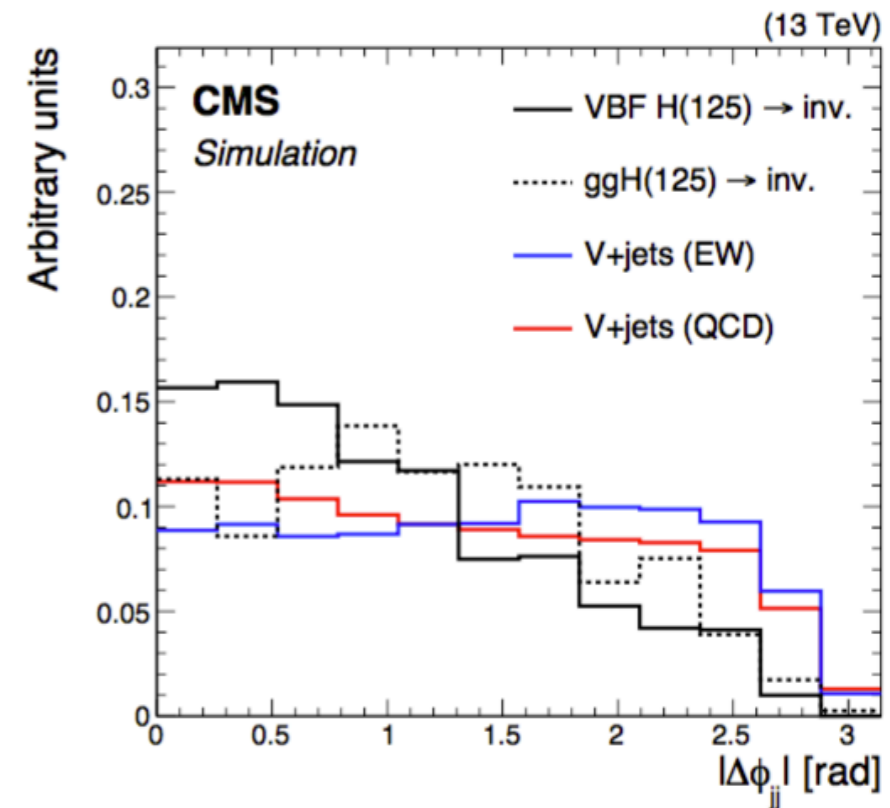 (13 TeV)
Arbitrary units
CMS
Simulation
VBF H(125) → inv.
ggH(125) → inv.
V+jets (EW)
V+jets (QCD)
0.3
0.25
0.2
0.15
0.1
0.05
0
0 0.5 1 1.5 2 2.5 3
|Δϕjj| [rad]